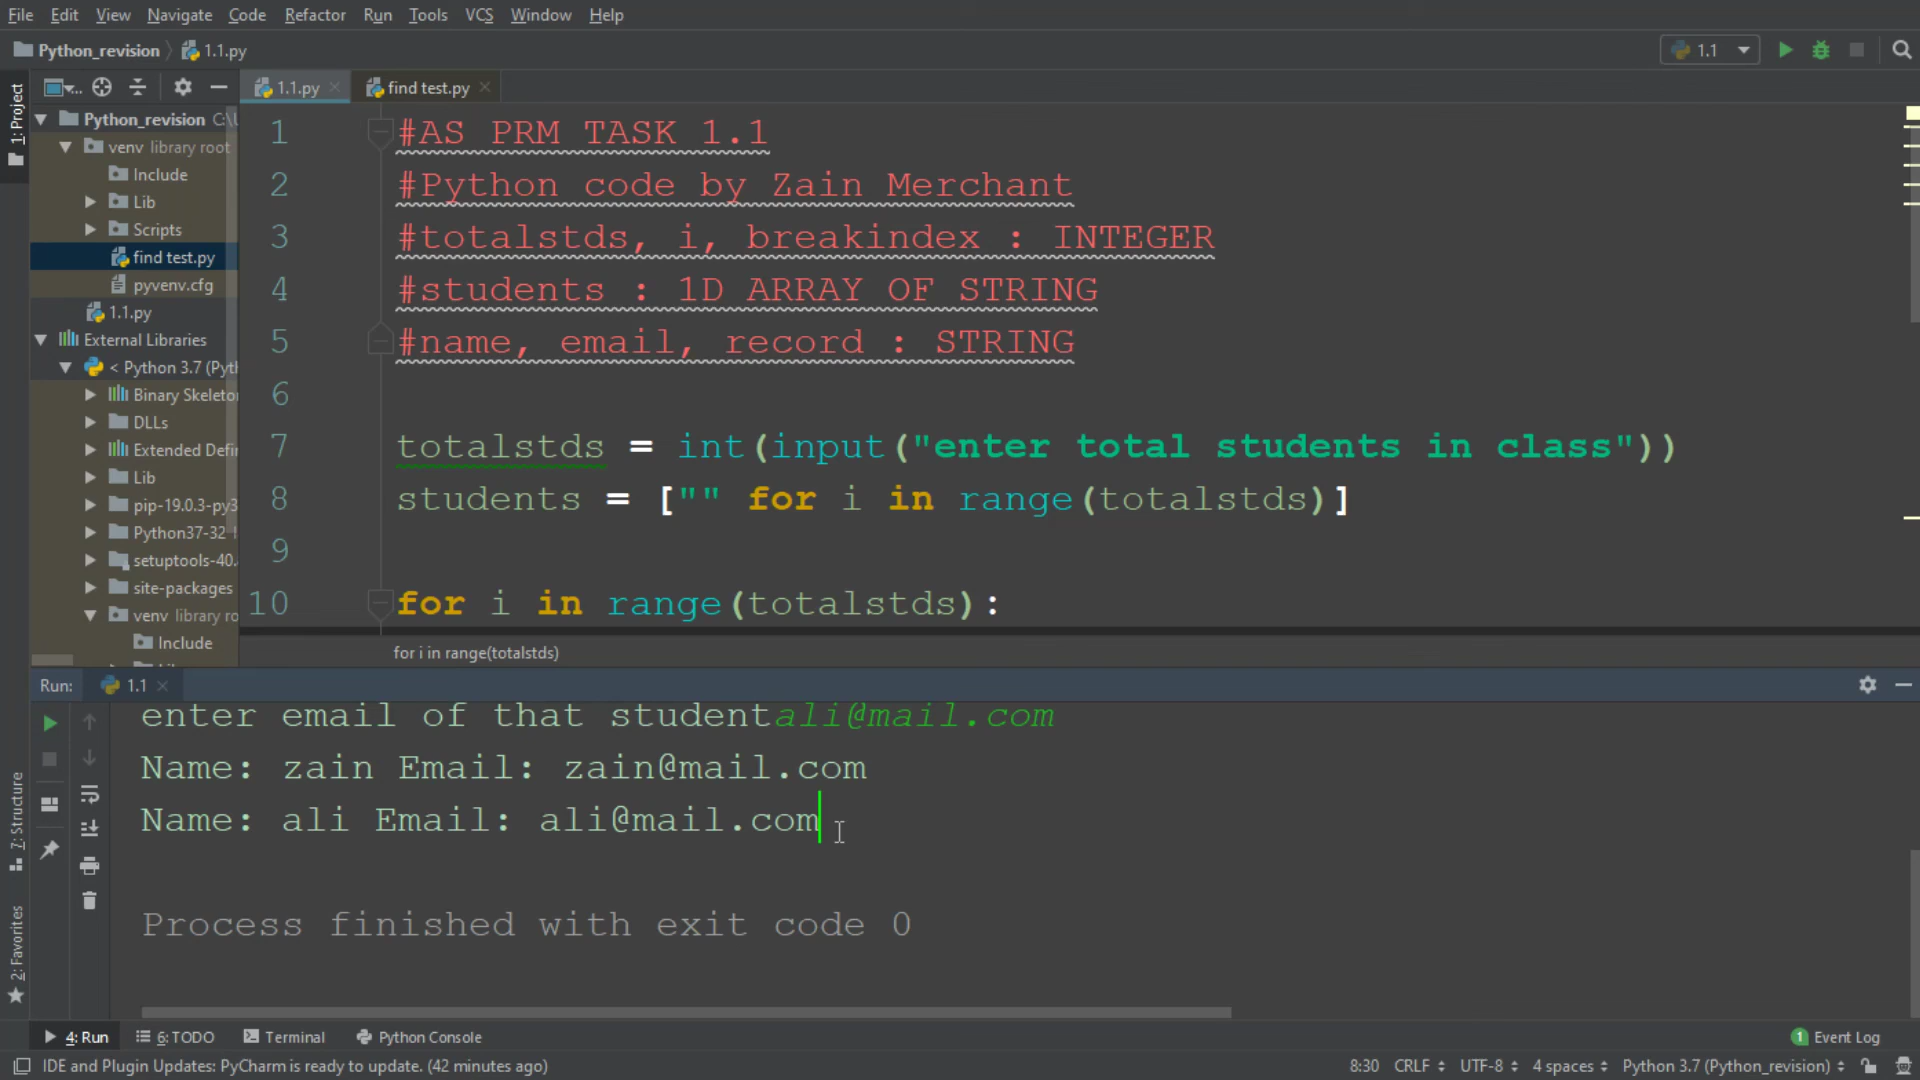 File Edit View Navigate Code Refactor Run Tools VCS Window Help
Python_revision 1.1.py 1.1
1.1.py find test.py
1: Project
Python_revision
venv library root
Include
Lib
Scripts
find test.py
pyvenv.cfg
1.1.py
External Libraries
< Python 3.7
Binary
DLLs
Extended
Lib
pip-19.0.3-py3
Python37-32
setuptools-40.
site-packages
venv library
Include
1 #AS PRM TASK 1.1
2 #Python code by Zain Merchant
3 #totalstds, i, breakindex : INTEGER
4 #students : 1D ARRAY OF STRING
5 #name, email, record : STRING
6
7 totalstds = int(input("enter total students in class"))
8 students = ["" for i in range(totalstds)]
9
10 for i in range(totalstds):
for i in range(totalstds)
Run: 1.1
enter email of that studentali@mail.com
Name: zain Email: zain@mail.com
Name: ali Email: ali@mail.com
Process finished with exit code 0
7: Structure
2: Favorites
4: Run 6: TODO Terminal Python Console 1 Event Log
IDE and Plugin Updates: PyCharm is ready to update. (42 minutes ago) 8:30 CRLF UTF-8 4 spaces Python 3.7 (Python_revision)